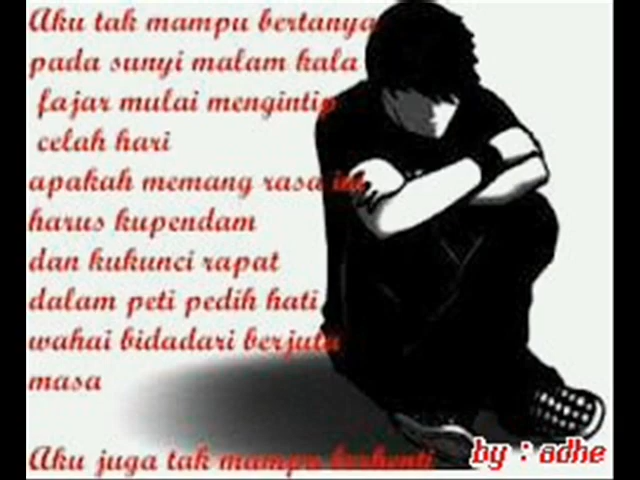 Aku tak mampu bertanya
pada sunyi malam kala
fajar mulai mengintip
celah hari
apakah memang rasa ini
harus kupendam
dan kukunci rapat
dalam peti pedih hati
wahai bidadari berjuta
masa
Aku juga tak mampu berhenti
by : adhe